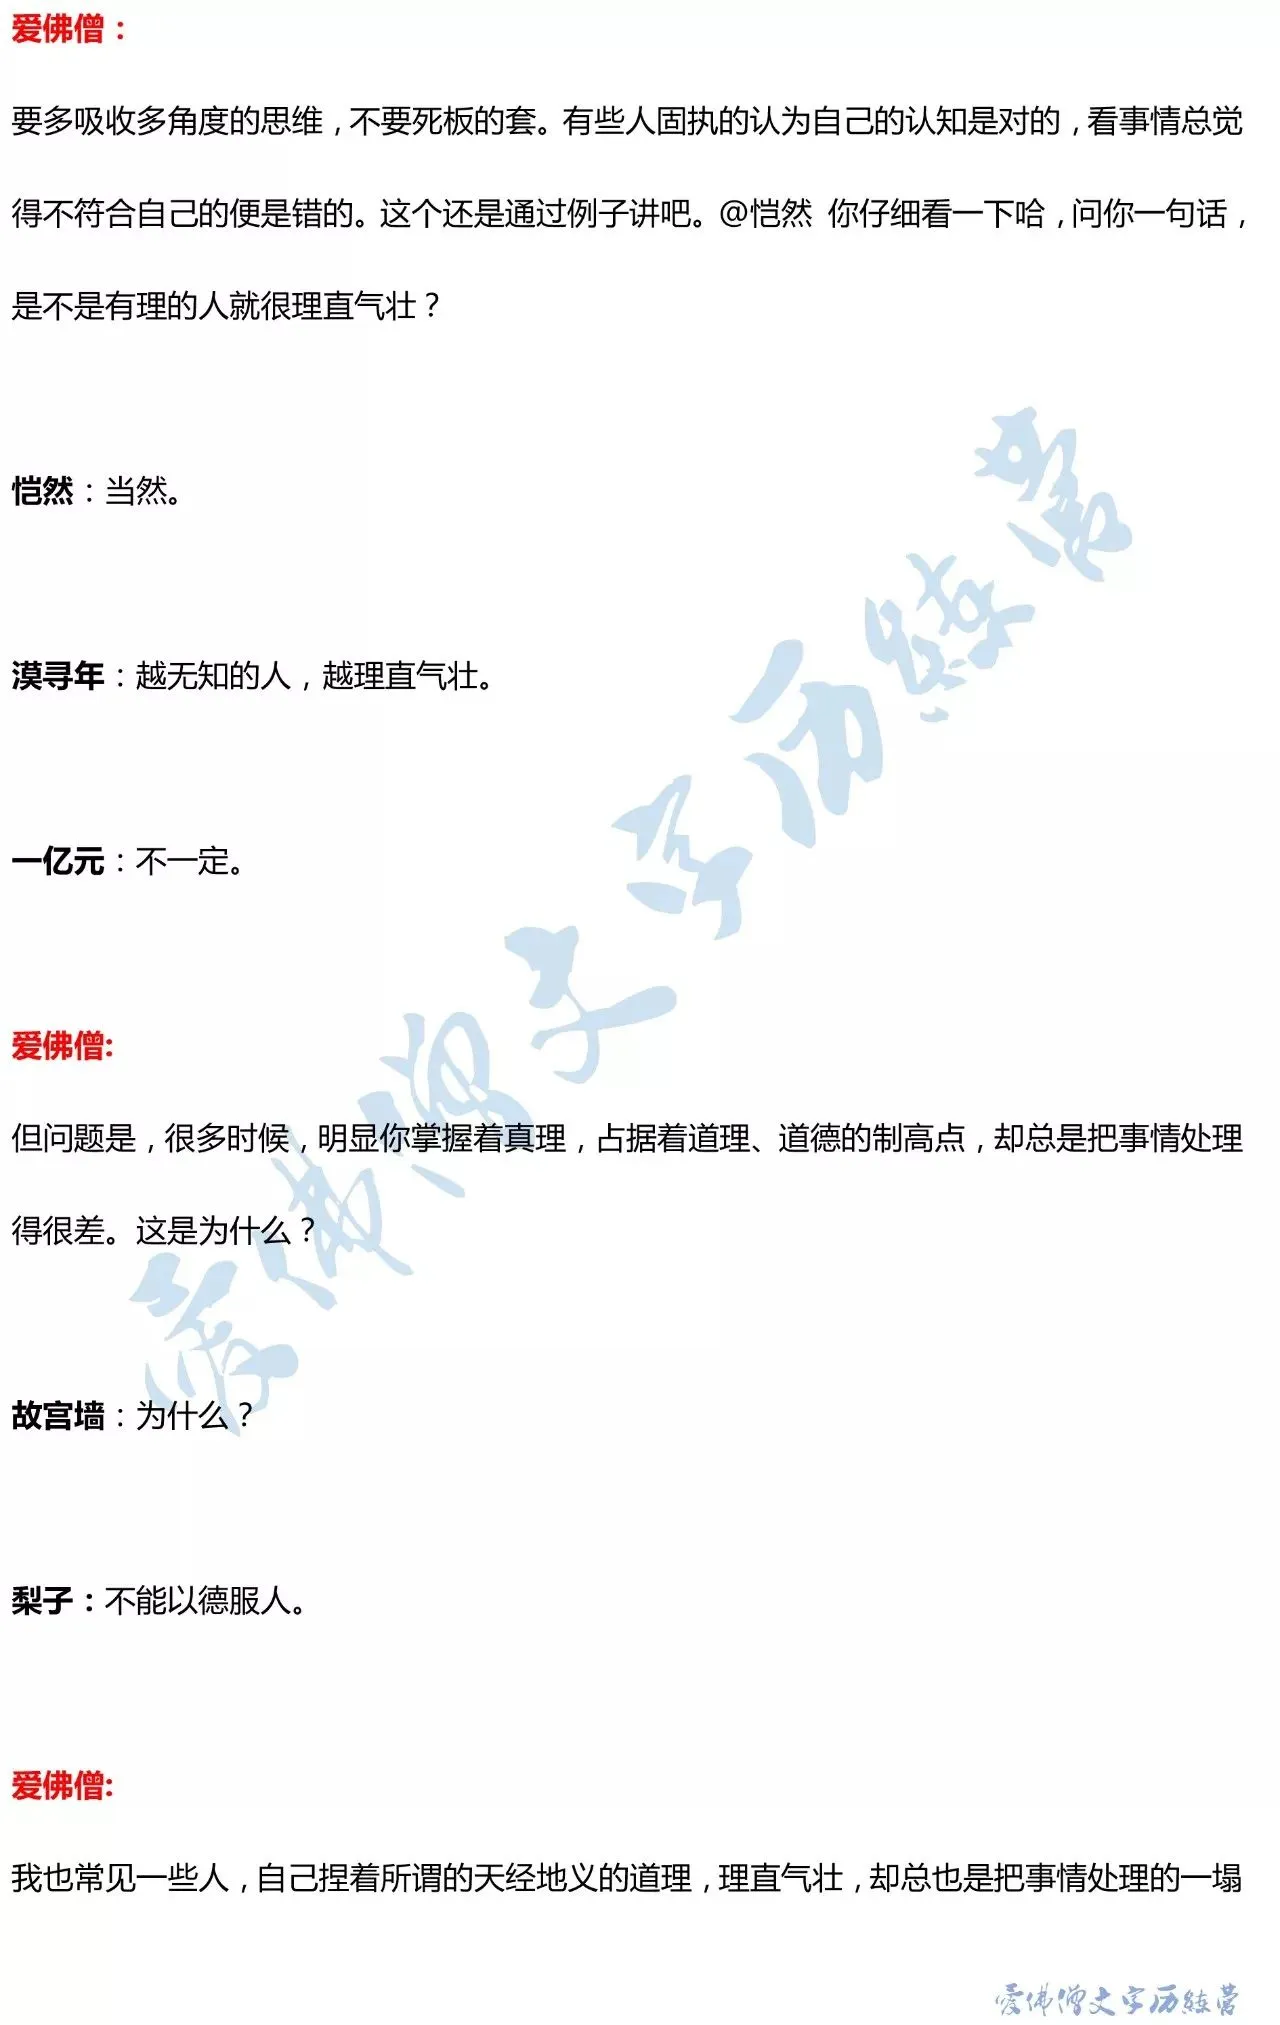 爱佛僧：
要多吸收多角度的思维，不要死板的套。有些人固执的认为自己的认知是对的，看事情总觉
得不符合自己的便是错的。这个还是通过例子讲吧。@恺然 你仔细看一下哈，问你一句话，
是不是有理的人就很理直气壮？
恺然：当然。
漠寻年：越无知的人，越理直气壮。
一亿元：不一定。
爱佛僧:
但问题是，很多时候，明显你掌握着真理，占据着道理、道德的制高点，却总是把事情处理
得很差。这是为什么？
故宫墙：为什么？
梨子：不能以德服人。
爱佛僧:
我也常见一些人，自己捏着所谓的天经地义的道理，理直气壮，却总也是把事情处理的一塌
爱佛僧文字历练营
爱佛僧文字历练营